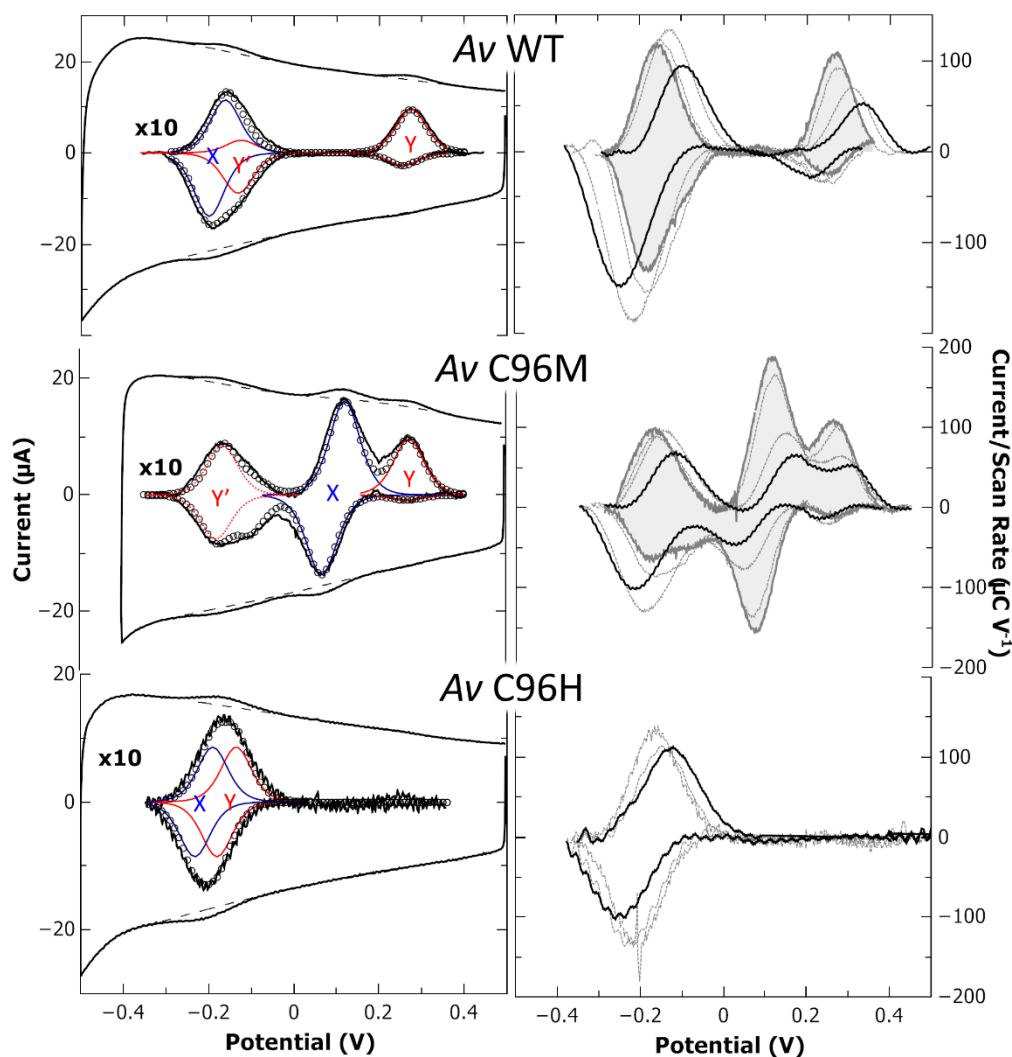 Av WT
20
0
−20
x10
X
Y'
Y
100
0
−100
Av C96M
20
0
−20
x10
Y'
X
Y
200
100
0
−100
−200
Av C96H
20
0
−20
x10
X
Y
100
0
−100
−200
−0.4
−0.2
0
0.2
0.4
−0.4
−0.2
0
0.2
0.4
Potential (V)
Potential (V)
Current (µA)
Current/Scan Rate (µC V-1)